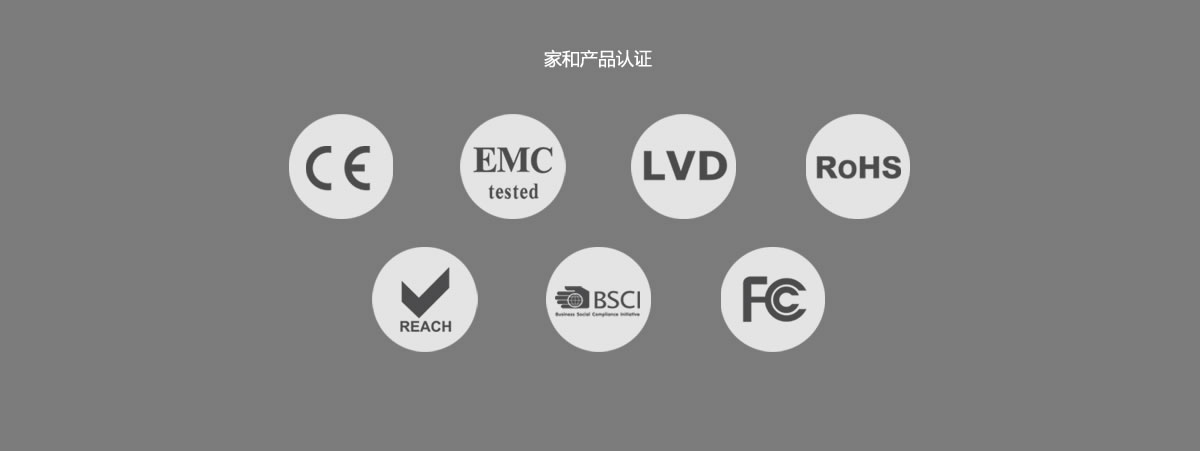 家和产品认证
CE
EMC
tested
LVD
RoHS
REACH
BSCI
Business Social Compliance Initiative
FC